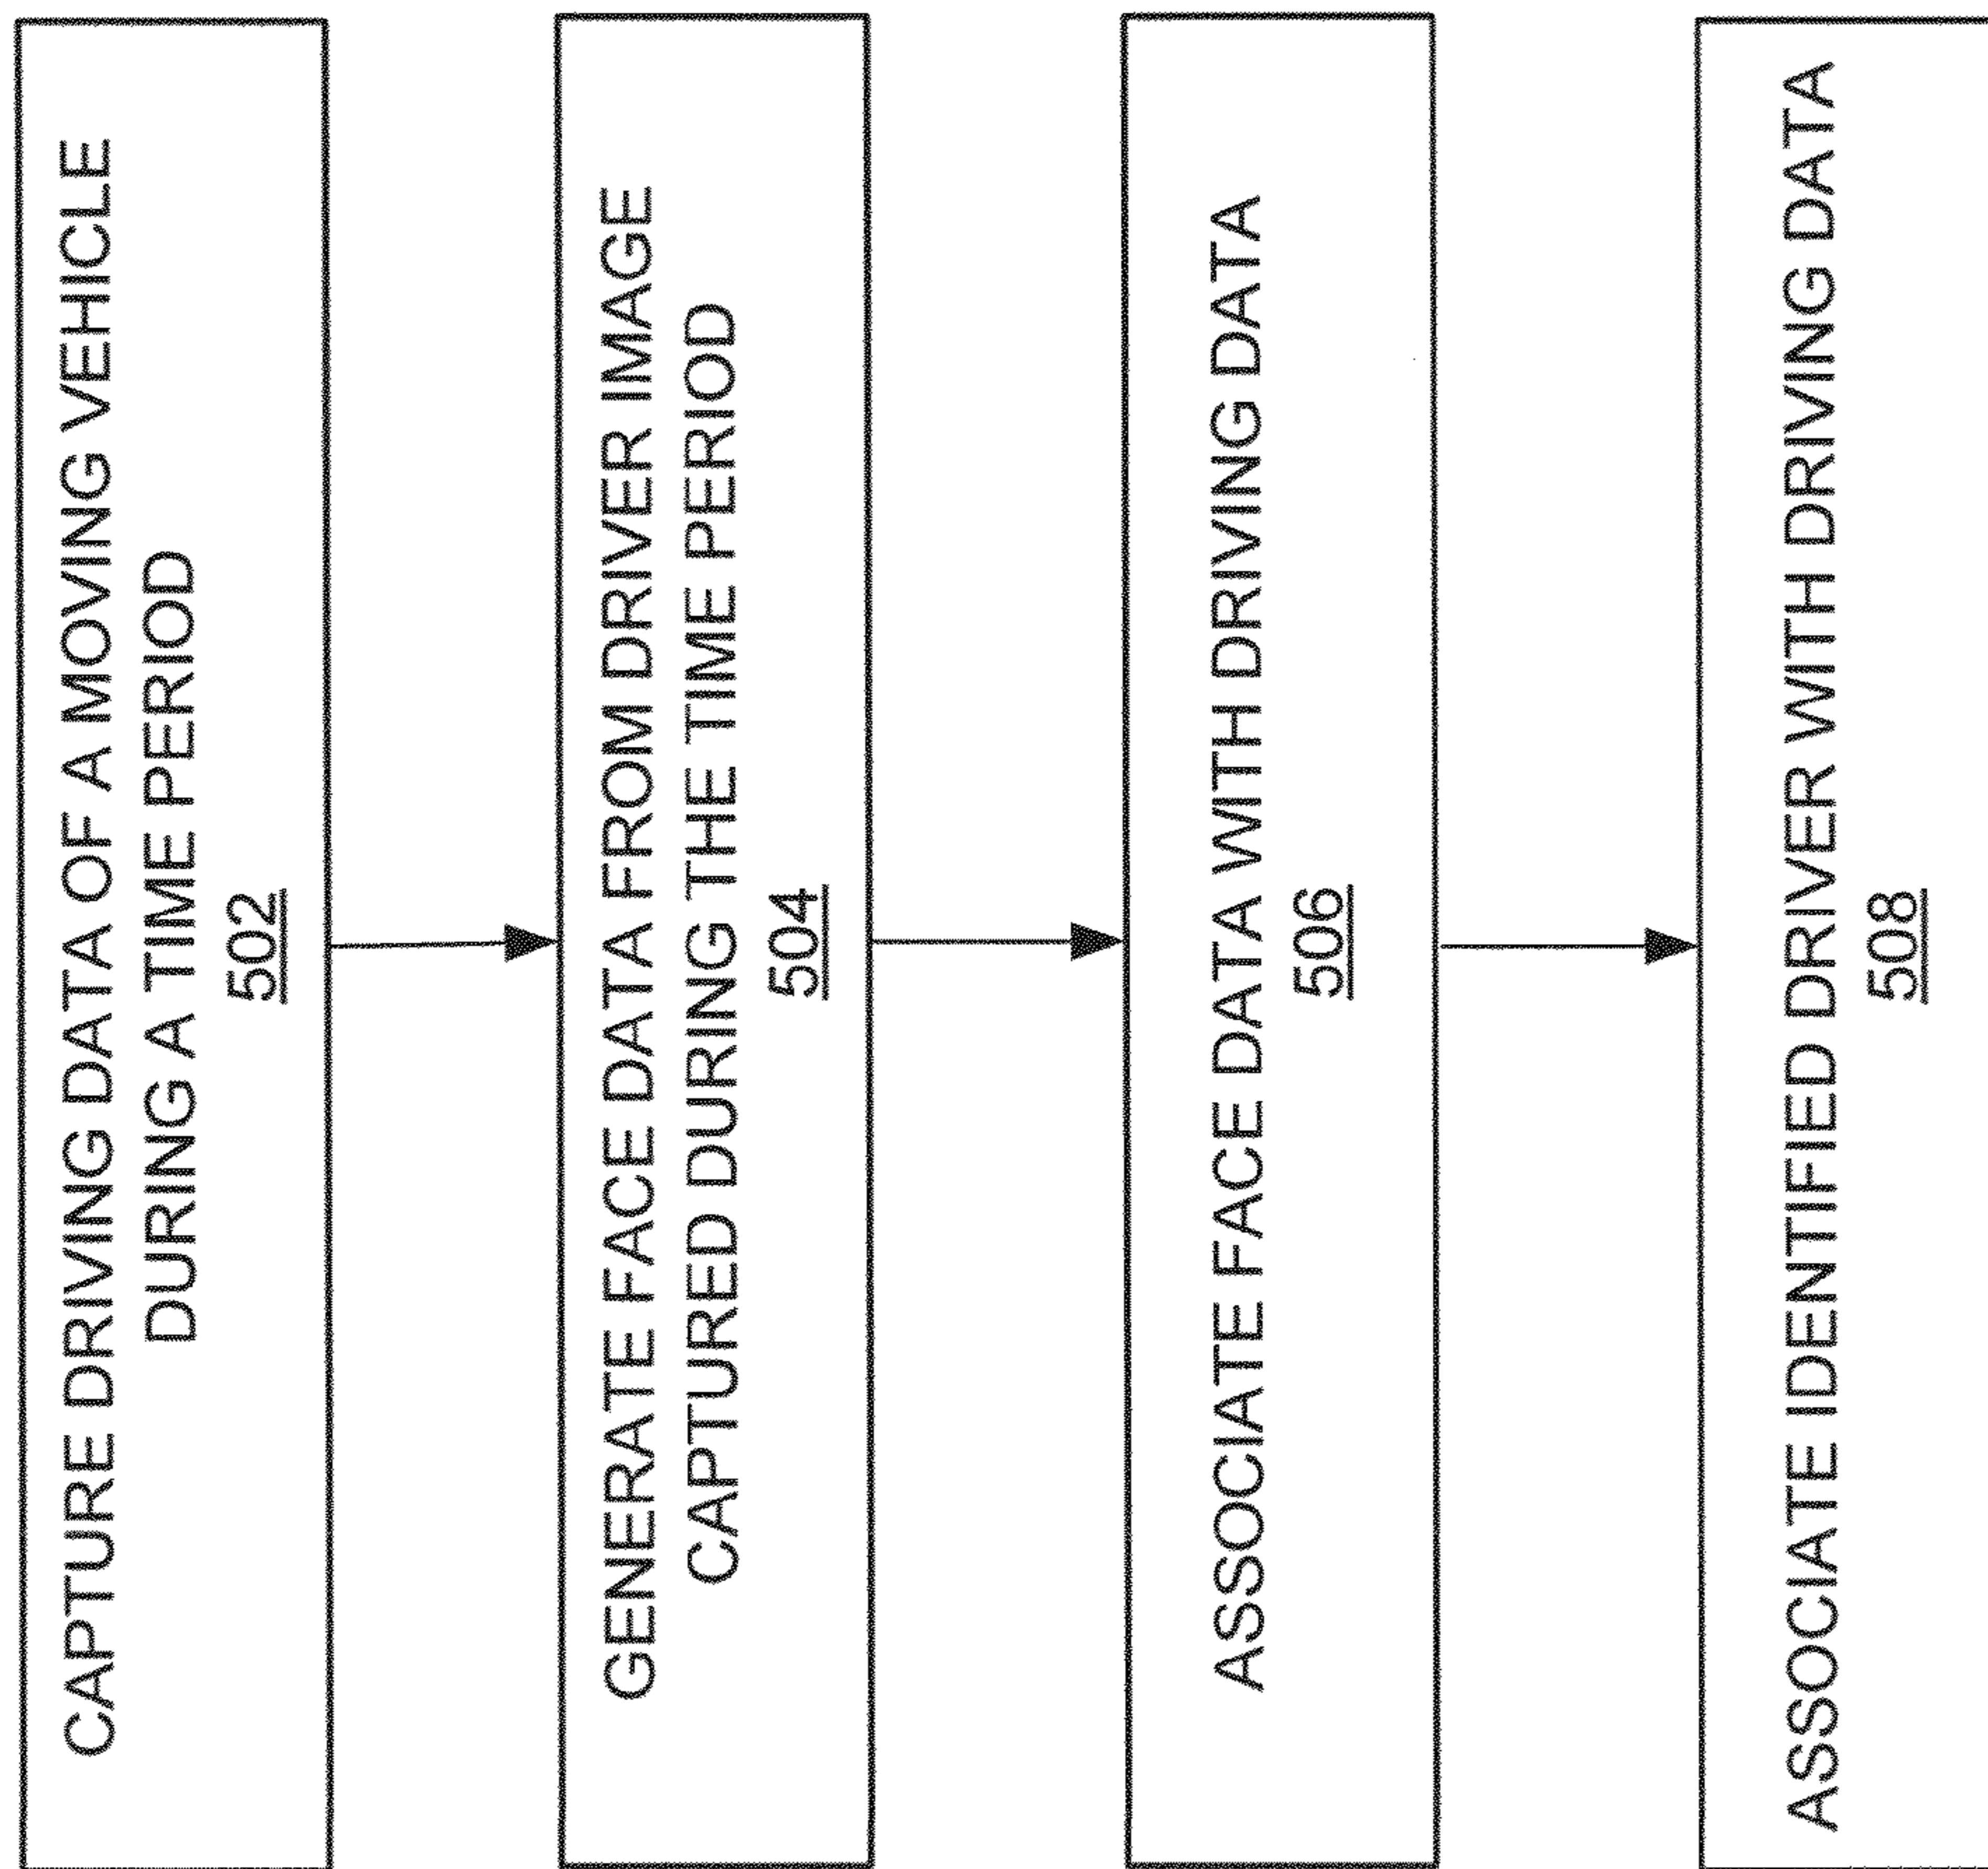 CAPTURE DRIVING DATA OF A MOVING VEHICLE
DURING A TIME PERIOD
502
GENERATE FACE DATA FROM DRIVER IMAGE
CAPTURED DURING THE TIME PERIOD
504
ASSOCIATE FACE DATA WITH DRIVING DATA
506
ASSOCIATE IDENTIFIED DRIVER WITH DRIVING DATA
508